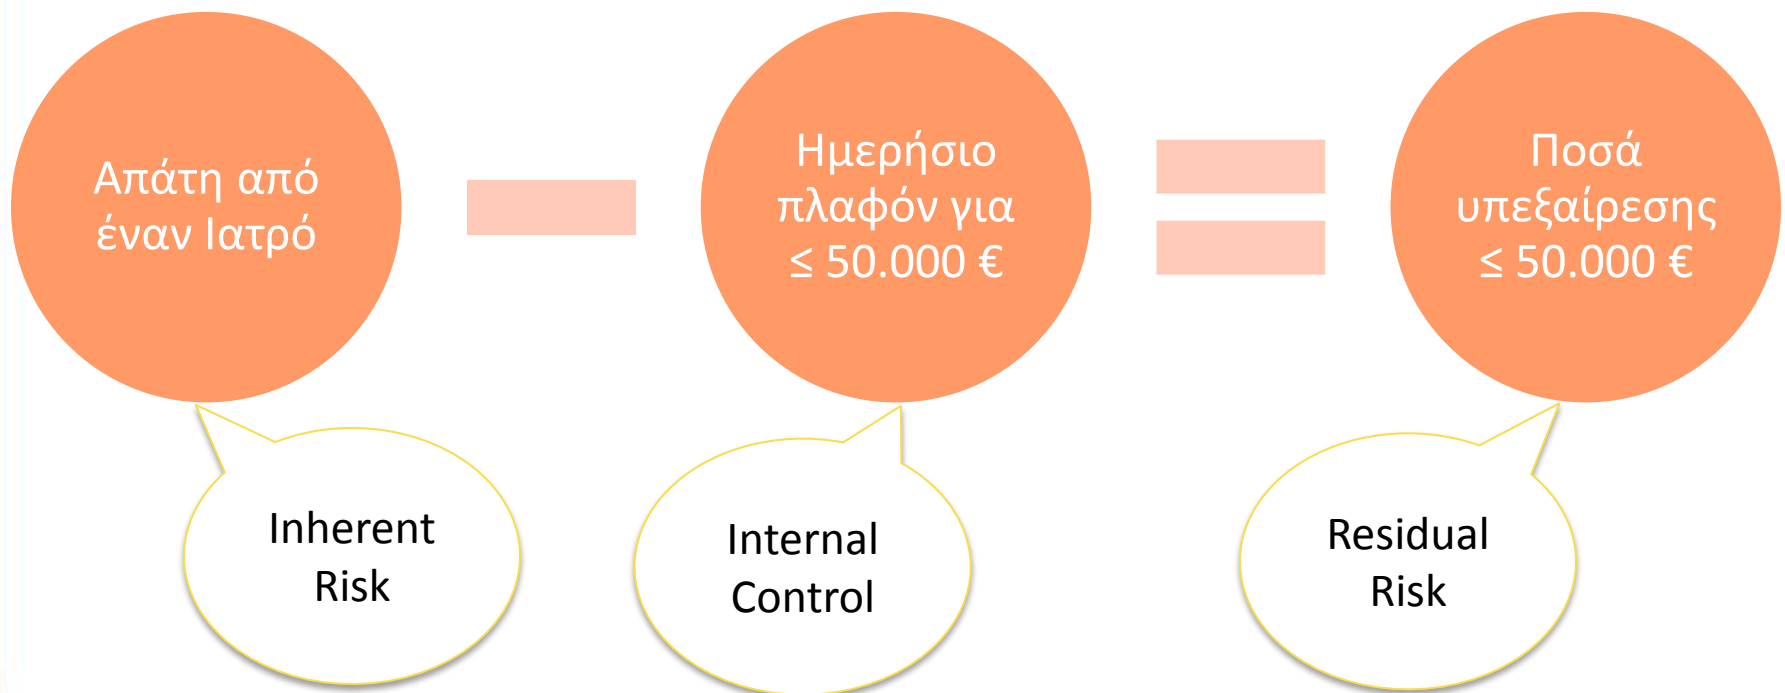 Απάτη από
έναν Ιατρό
Ημερήσιο
πλαφόν για
≤ 50.000 €
Ποσά
υπεξαίρεσης
≤ 50.000 €
Inherent
Risk
Internal
Control
Residual
Risk